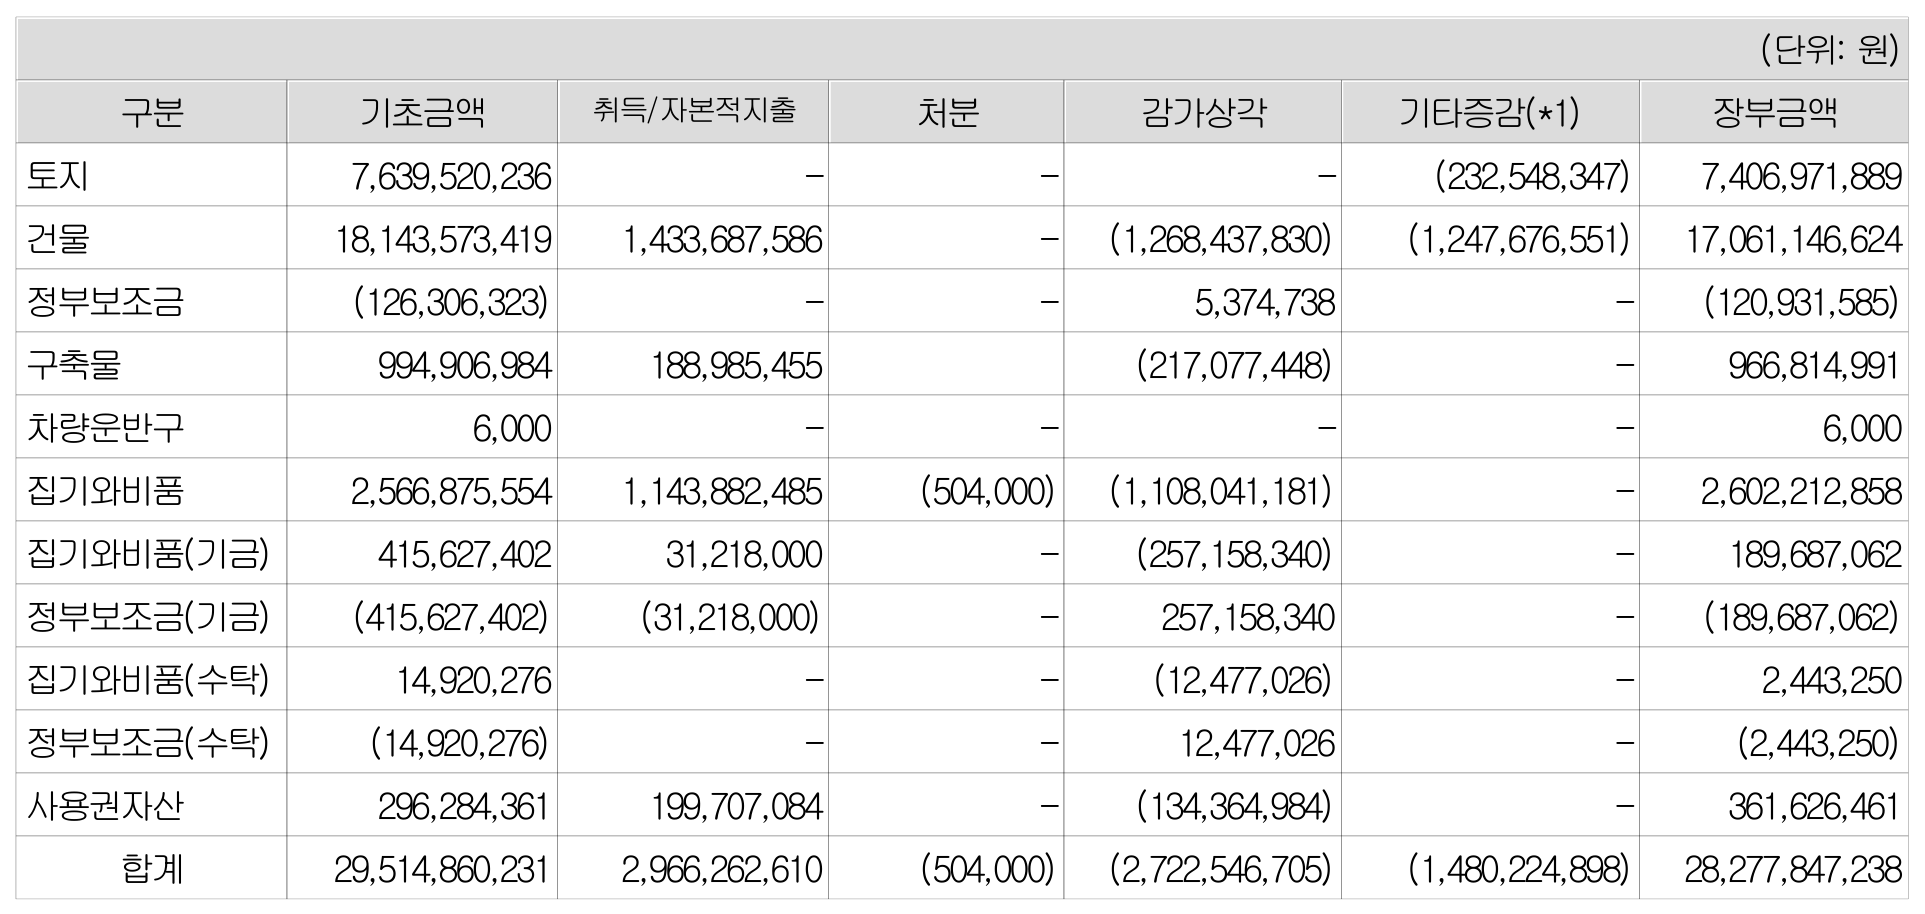 (단위: 원)
구분 기초금액 취득/자본적지출 처분 감가상각 기타증감(*1) 장부금액
토지 7,639,520,236 – – – (232,548,347) 7,406,971,889
건물 18,143,573,419 1,433,687,586 – (1,268,437,830) (1,247,676,551) 17,061,146,624
정부보조금 (126,306,323) – – 5,374,738 – (120,931,585)
구축물 994,906,984 188,985,455 (217,077,448) – 966,814,991
차량운반구 6,000 – – – – 6,000
집기와비품 2,566,875,554 1,143,882,485 (504,000) (1,108,041,181) – 2,602,212,858
집기와비품(기금) 415,627,402 31,218,000 – (257,158,340) – 189,687,062
정부보조금(기금) (415,627,402) (31,218,000) – 257,158,340 – (189,687,062)
집기와비품(수탁) 14,920,276 – – (12,477,026) – 2,443,250
정부보조금(수탁) (14,920,276) – – 12,477,026 – (2,443,250)
사용권자산 296,284,361 199,707,084 – (134,364,984) – 361,626,461
합계 29,514,860,231 2,966,262,610 (504,000) (2,722,546,705) (1,480,224,898) 28,277,847,238